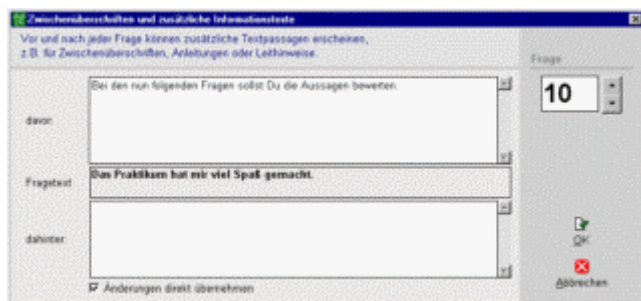 Zwischenüberschriften und zusätzliche Informationstexte
Vor und nach jeder Frage können zusätzliche Textpassagen erscheinen,
z.B. für Zwischenüberschriften, Anleitungen oder Leithinweise.
Frage
10
davor:
Bei den nun folgenden Fragen sollst Du die Aussagen bewerten.
Fragetext
Das Praktikum hat mir viel Spaß gemacht.
dahinter:
Änderungen direkt übernehmen
OK
Abbrechen